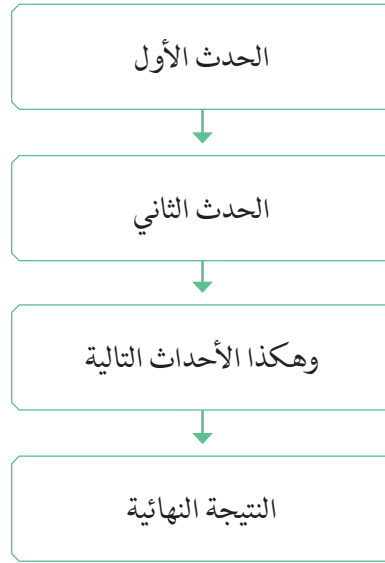 الحدث الأول
الحدث الثاني
وهكذا الأحداث التالية
النتيجة النهائية